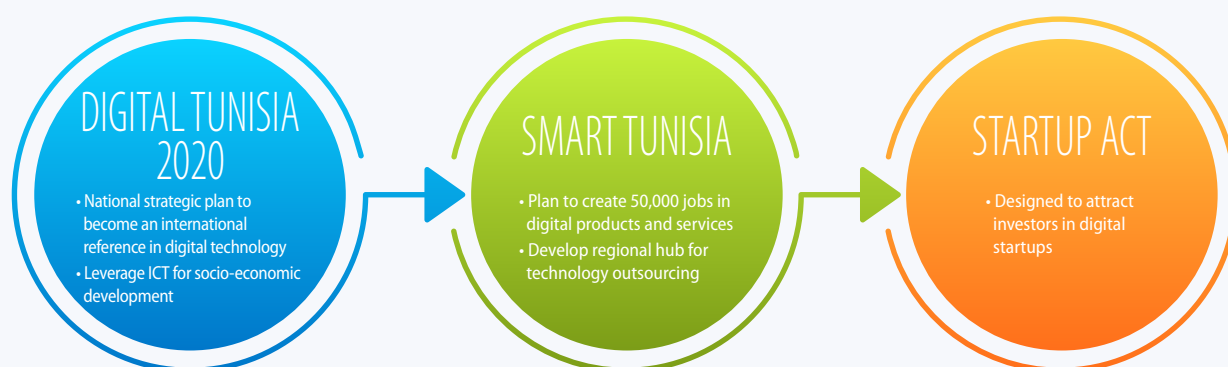 DIGITAL TUNISIA
2020
• National strategic plan to
become an international
reference in digital technology
• Leverage ICT for socio-economic
development
SMART TUNISIA
• Plan to create 50,000 jobs in
digital products and services
• Develop regional hub for
technology outsourcing
STARTUP ACT
• Designed to attract
investors in digital
startups